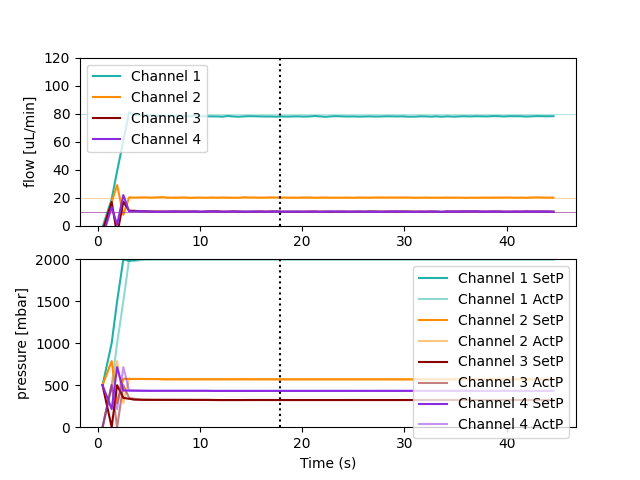 120
100
80
60
40
20
0
flow [uL/min]
Channel 1
Channel 2
Channel 3
Channel 4
0 10 20 30 40
2000
1500
1000
500
0
pressure [mbar]
Channel 1 SetP
Channel 1 ActP
Channel 2 SetP
Channel 2 ActP
Channel 3 SetP
Channel 3 ActP
Channel 4 SetP
Channel 4 ActP
0 10 20 30 40
Time (s)